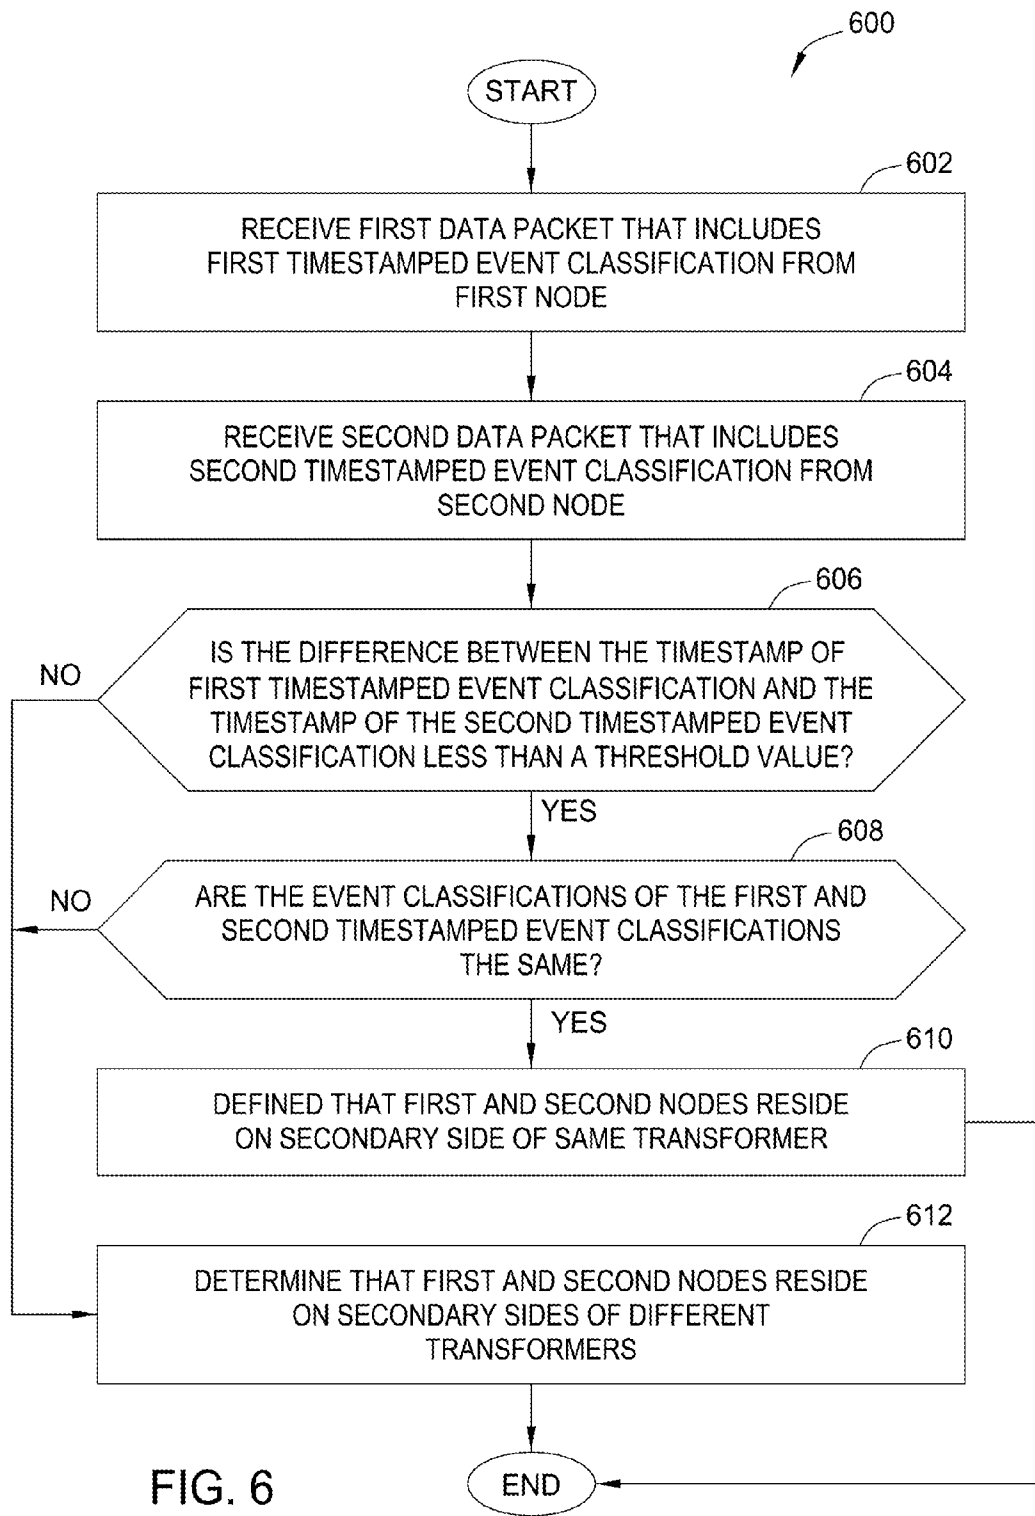 600
START
602
RECEIVE FIRST DATA PACKET THAT INCLUDES
FIRST TIMESTAMPED EVENT CLASSIFICATION FROM
FIRST NODE
604
RECEIVE SECOND DATA PACKET THAT INCLUDES
SECOND TIMESTAMPED EVENT CLASSIFICATION FROM
SECOND NODE
606
NO
IS THE DIFFERENCE BETWEEN THE TIMESTAMP OF
FIRST TIMESTAMPED EVENT CLASSIFICATION AND THE
TIMESTAMP OF THE SECOND TIMESTAMPED EVENT
CLASSIFICATION LESS THAN A THRESHOLD VALUE?
YES
608
NO
ARE THE EVENT CLASSIFICATIONS OF THE FIRST AND
SECOND TIMESTAMPED EVENT CLASSIFICATIONS
THE SAME?
YES
610
DEFINED THAT FIRST AND SECOND NODES RESIDE
ON SECONDARY SIDE OF SAME TRANSFORMER
612
DETERMINE THAT FIRST AND SECOND NODES RESIDE
ON SECONDARY SIDES OF DIFFERENT
TRANSFORMERS
END
FIG. 6